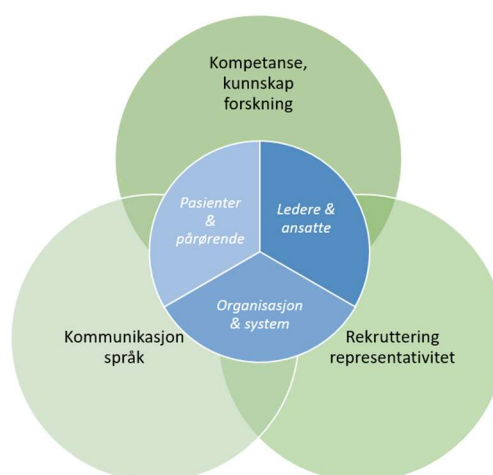 Kompetanse,
kunnskap
forskning
Pasienter
&
pårørende
Ledere &
ansatte
Organisasjon
& system
Kommunikasjon
språk
Rekruttering
representativitet